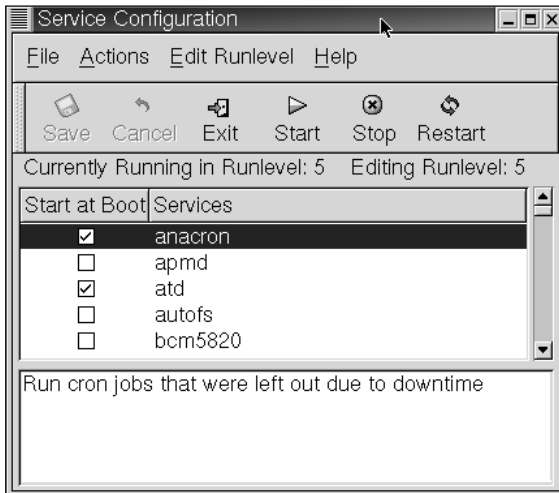 Service Configuration
File Actions Edit Runlevel Help
Save Cancel Exit Start Stop Restart
Currently Running in Runlevel: 5 Editing Runlevel: 5
Start at Boot Services
anacron
apmd
atd
autofs
bcm5820
Run cron jobs that were left out due to downtime